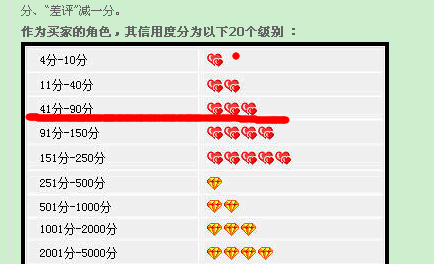 分、“差评”减一分。
作为买家的角色，其信用度分为以下20个级别 ：
4分-10分
11分-40分
41分-90分
91分-150分
151分-250分
251分-500分
501分-1000分
1001分-2000分
2001分-5000分